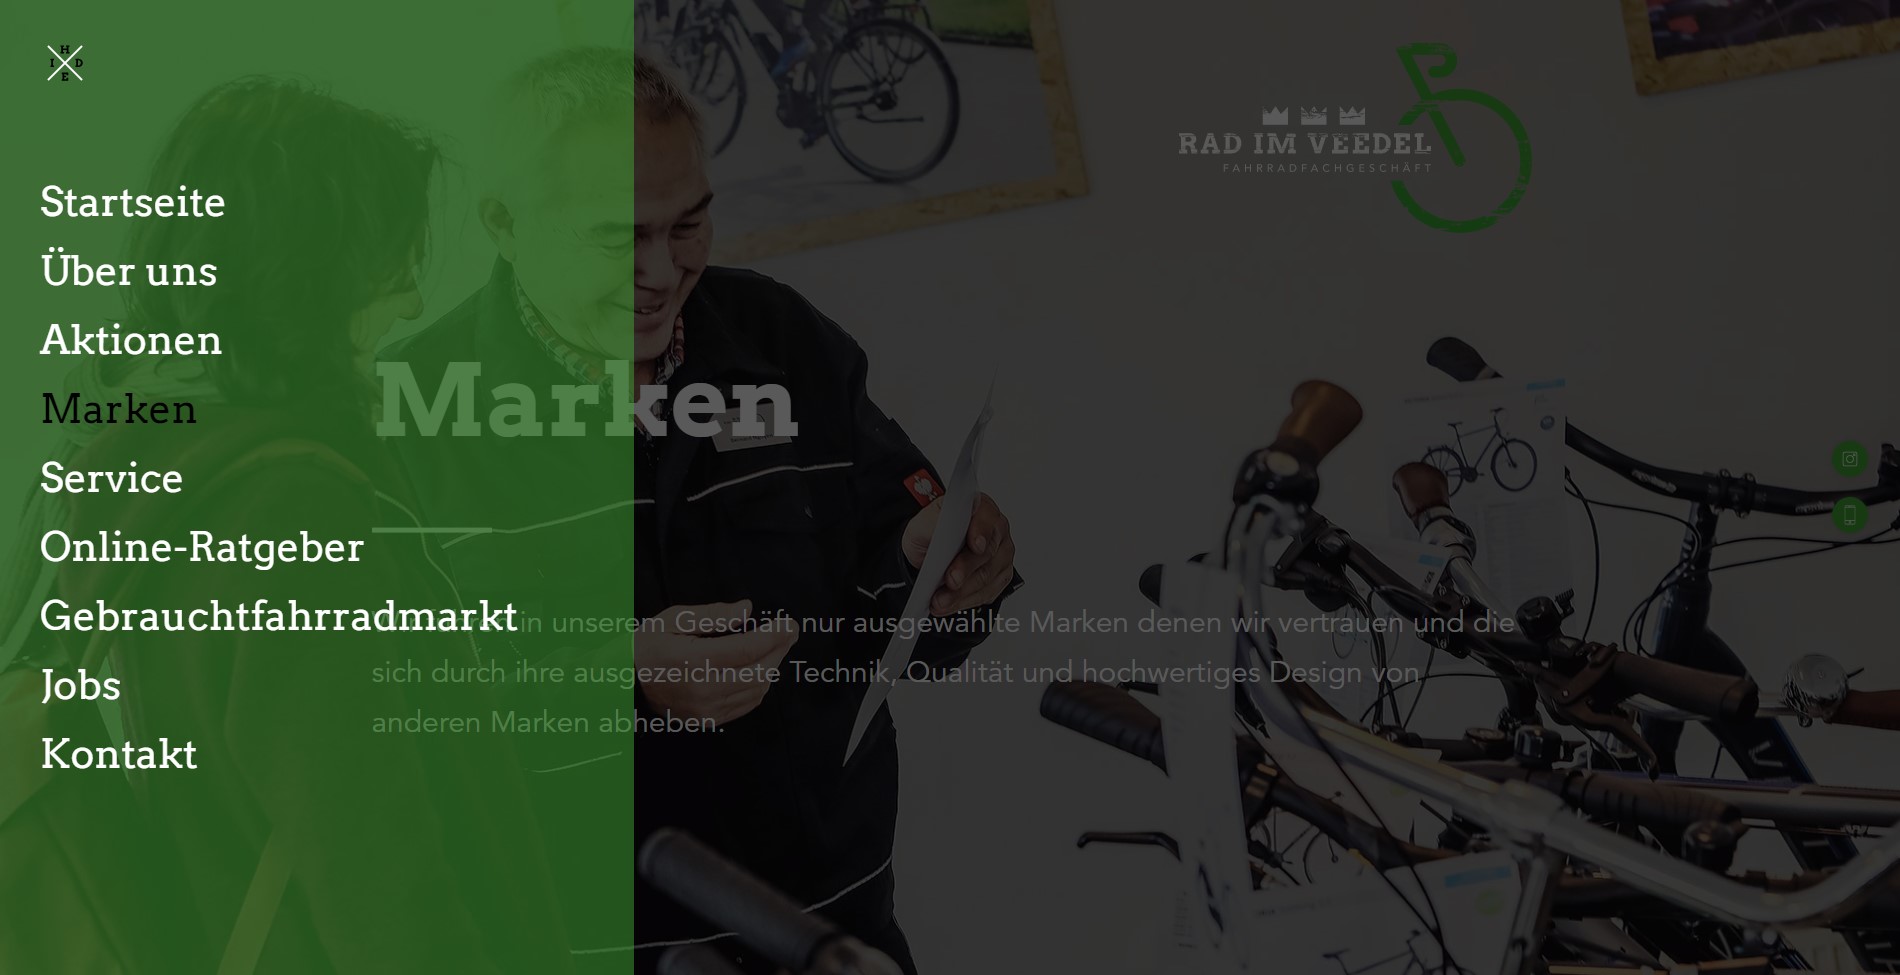 H
I D
E
Startseite
Über uns
Aktionen
Marken
Service
Online-Ratgeber
Gebrauchtfahrradmarkt
Jobs
Kontakt
RAD IM VEEDEL
FAHRRADFACHGESCHÄFT
Marken
Wir führen in unserem Geschäft nur ausgewählte Marken denen wir vertrauen und die
sich durch ihre ausgezeichnete Technik, Qualität und hochwertiges Design von
anderen Marken abheben.